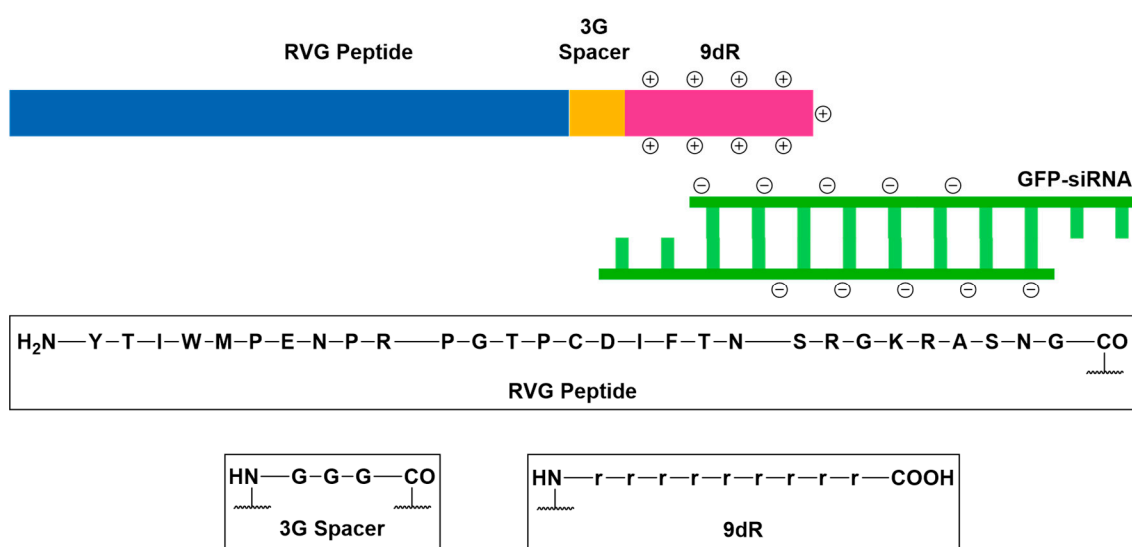 3G
Spacer
RVG Peptide
9dR
⊕ ⊕ ⊕ ⊕
⊕
⊕ ⊕ ⊕ ⊕
GFP-siRNA
⊖ ⊖ ⊖ ⊖ ⊖
⊖ ⊖ ⊖ ⊖ ⊖
H₂N—Y–T–I–W–M–P–E–N–P–R—P–G–T–P–C–D–I–F–T–N—S–R–G–K–R–A–S–N–G—CO
RVG Peptide
HN—G–G–G—CO
3G Spacer
HN—r–r–r–r–r–r–r–r–r—COOH
9dR